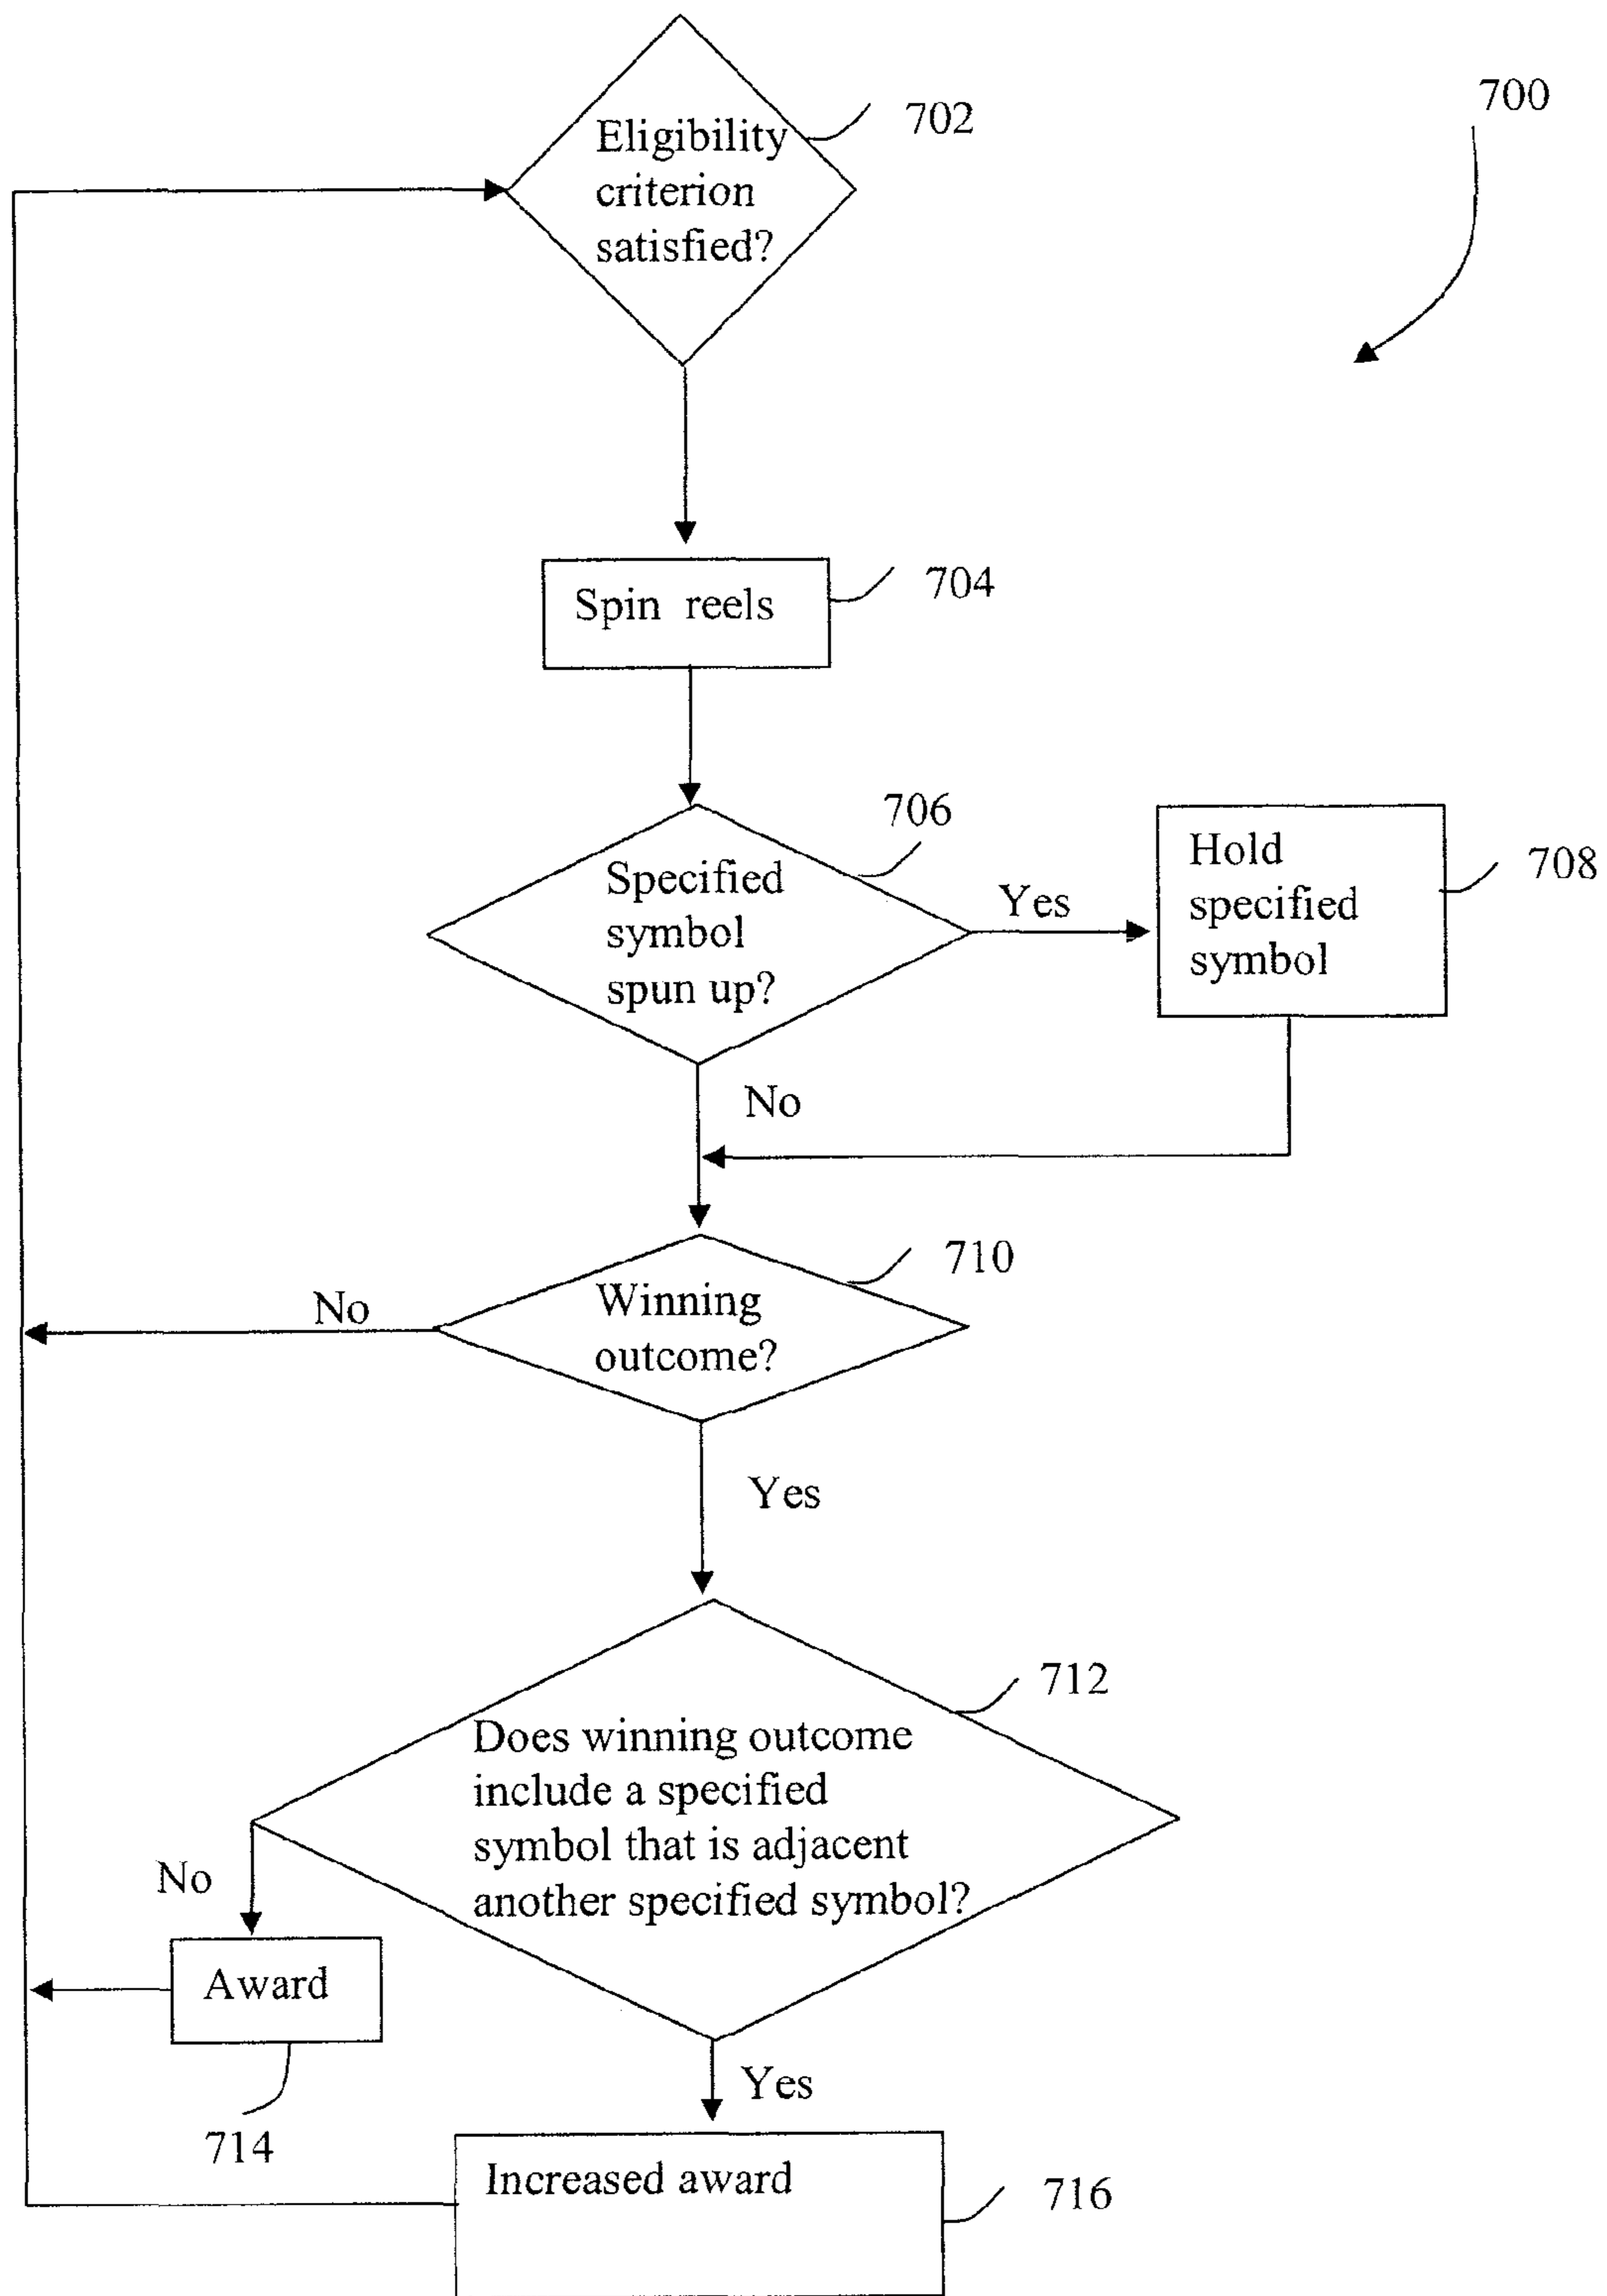 700
702
Eligibility
criterion
satisfied?
Spin reels
704
706
Specified
symbol
spun up?
Yes
Hold
specified
symbol
708
No
710
Winning
outcome?
No
Yes
712
Does winning outcome
include a specified
symbol that is adjacent
another specified symbol?
No
Award
714
Yes
Increased award
716